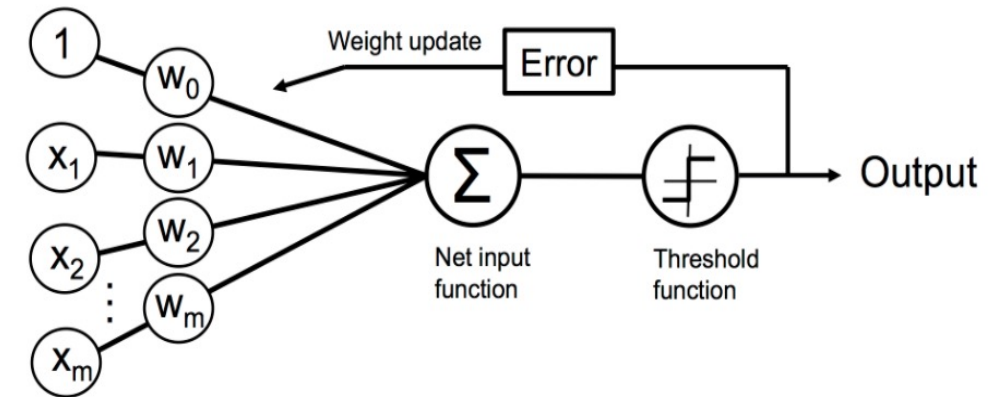 1
w₀
Weight update
Error
x₁
w₁
Σ
Output
x₂
w₂
⋮
Net input
function
Threshold
function
xₘ
wₘ